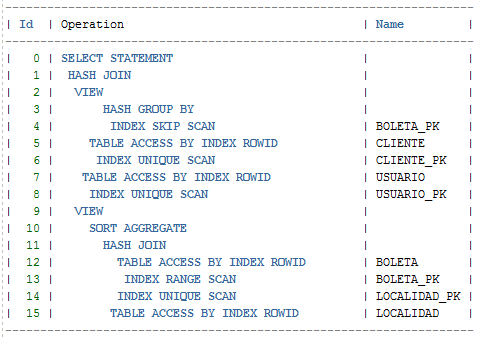 | Id | Operation | Name |
| 0 | SELECT STATEMENT | |
| 1 | HASH JOIN | |
| 2 | VIEW | |
| 3 | HASH GROUP BY | |
| 4 | INDEX SKIP SCAN | BOLETA_PK |
| 5 | TABLE ACCESS BY INDEX ROWID | CLIENTE |
| 6 | INDEX UNIQUE SCAN | CLIENTE_PK |
| 7 | TABLE ACCESS BY INDEX ROWID | USUARIO |
| 8 | INDEX UNIQUE SCAN | USUARIO_PK |
| 9 | VIEW | |
| 10 | SORT AGGREGATE | |
| 11 | HASH JOIN | |
| 12 | TABLE ACCESS BY INDEX ROWID | BOLETA |
| 13 | INDEX RANGE SCAN | BOLETA_PK |
| 14 | INDEX UNIQUE SCAN | LOCALIDAD_PK |
| 15 | TABLE ACCESS BY INDEX ROWID | LOCALIDAD |